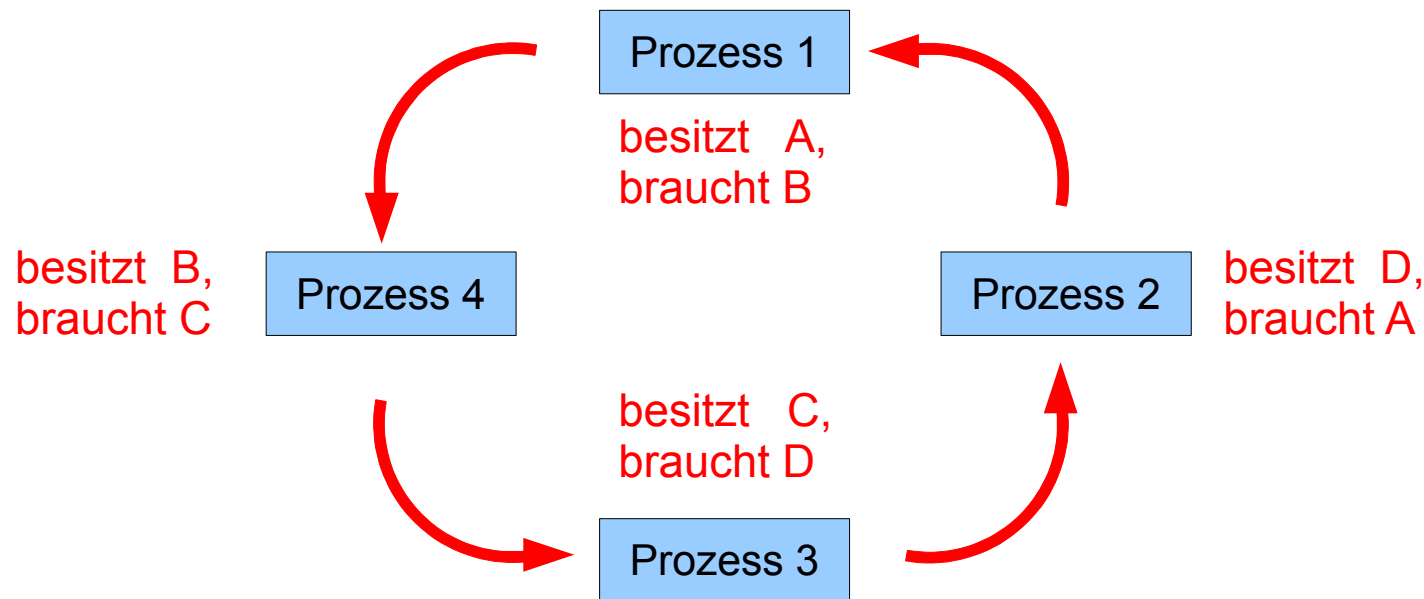 Prozess 1
besitzt A,
braucht B
besitzt B,
braucht C
Prozess 4
Prozess 2
besitzt D,
braucht A
besitzt C,
braucht D
Prozess 3